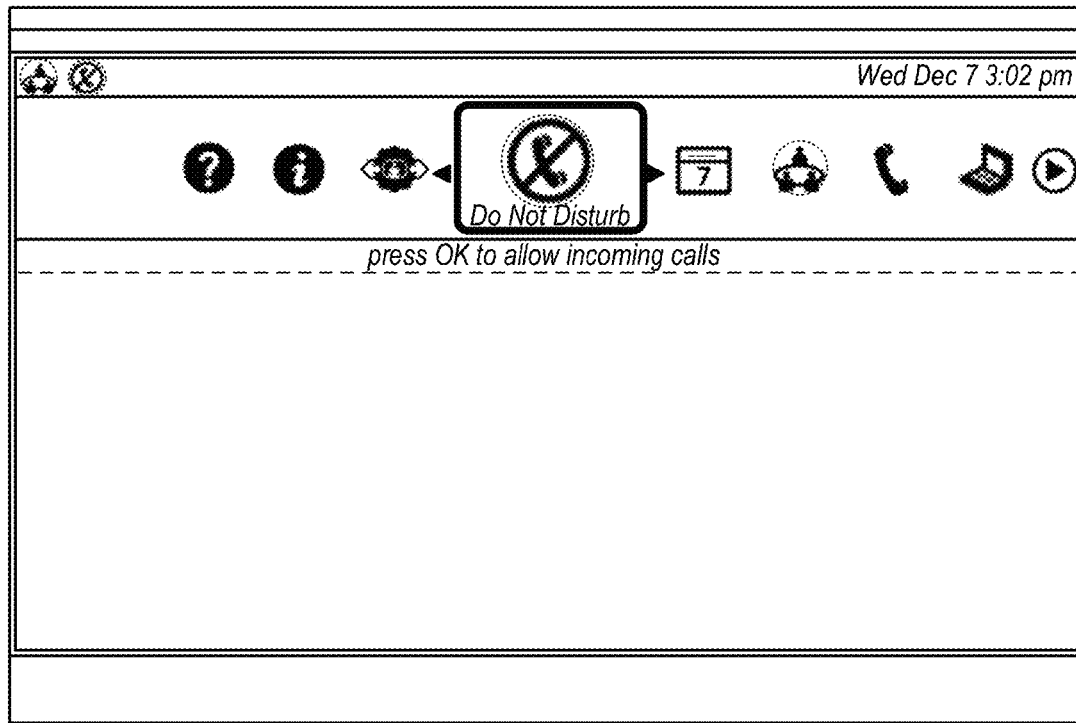 Wed Dec 7 3:02 pm
?
i
7
Do Not Disturb
press OK to allow incoming calls